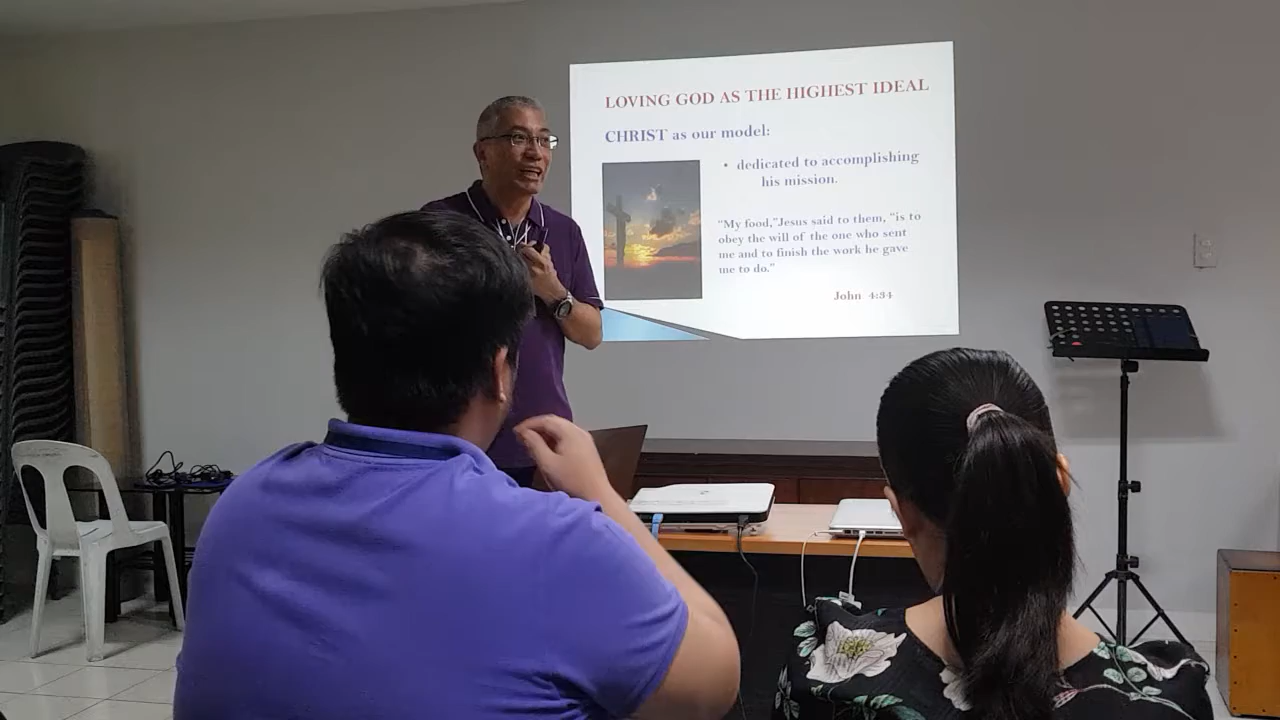 LOVING GOD AS THE HIGHEST IDEAL
CHRIST as our model:
• dedicated to accomplishing
his mission.
"My food,"Jesus said to them, "is to
obey the will of the one who sent
me and to finish the work he gave
me to do."
John 4:34